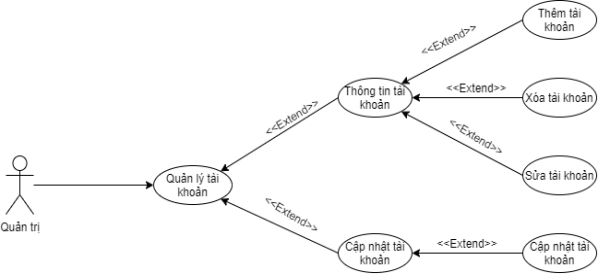 Thêm tài
khoản
<<Extend>>
Thông tin tài
khoản
<<Extend>>
Xóa tài khoản
<<Extend>>
<<Extend>>
Sửa tài khoản
Quản lý tài
khoản
Quản trị
<<Extend>>
Cập nhật tài
khoản
<<Extend>>
Cập nhật tài
khoản